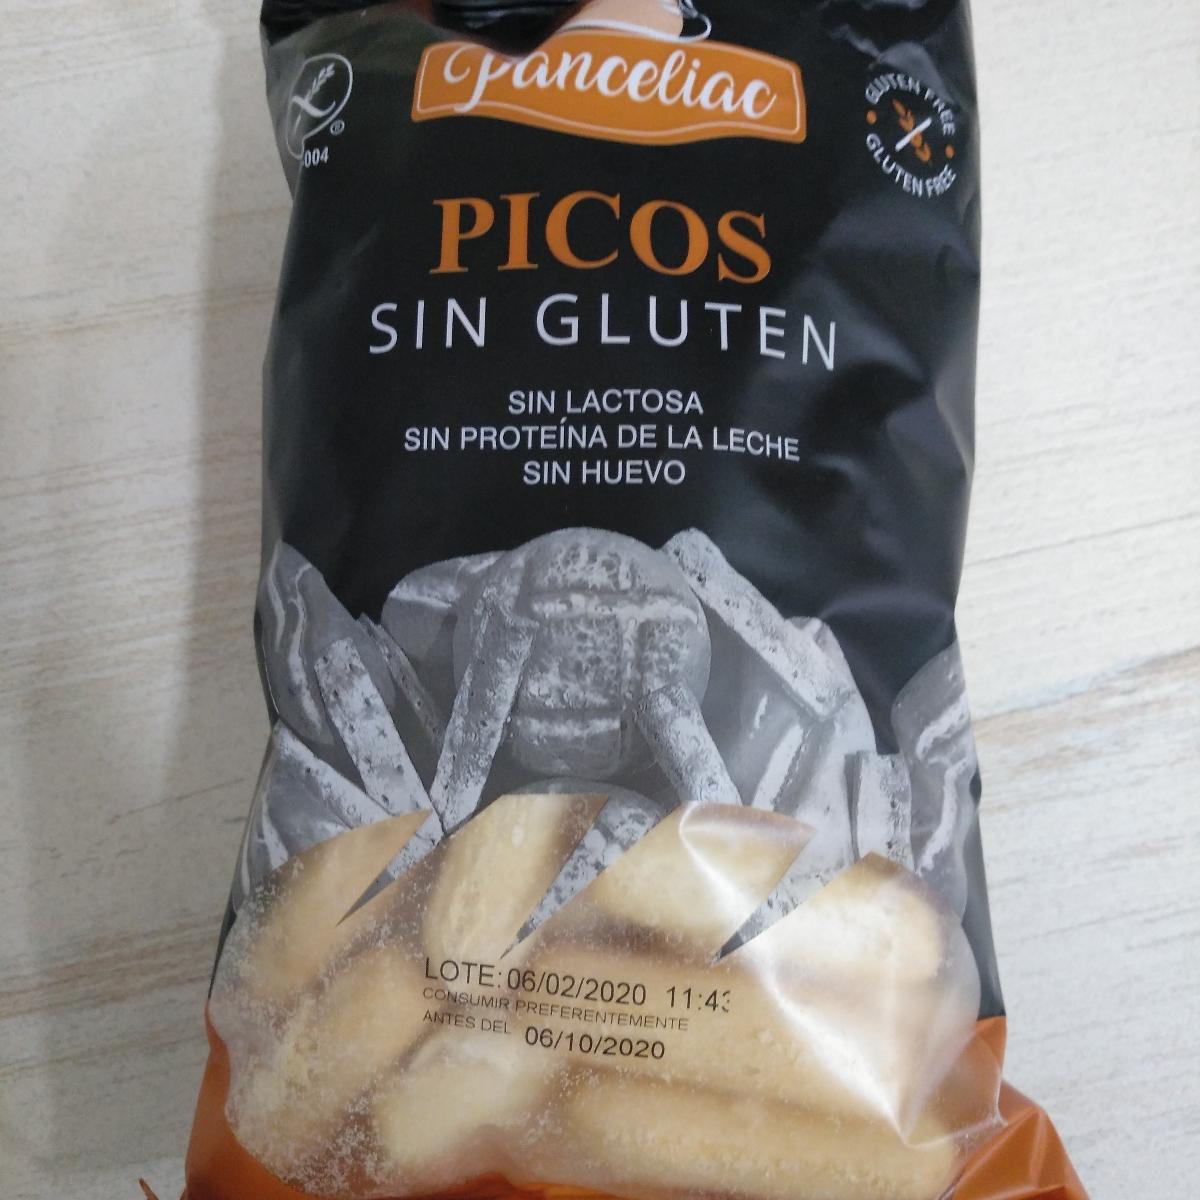 Panceliac
GLUTEN FREE
GLUTEN FREE
004
PICOS
SIN GLUTEN
SIN LACTOSA
SIN PROTEÍNA DE LA LECHE
SIN HUEVO
LOTE: 06/02/2020 11:43
CONSUMIR PREFERENTEMENTE
ANTES DEL 06/10/2020